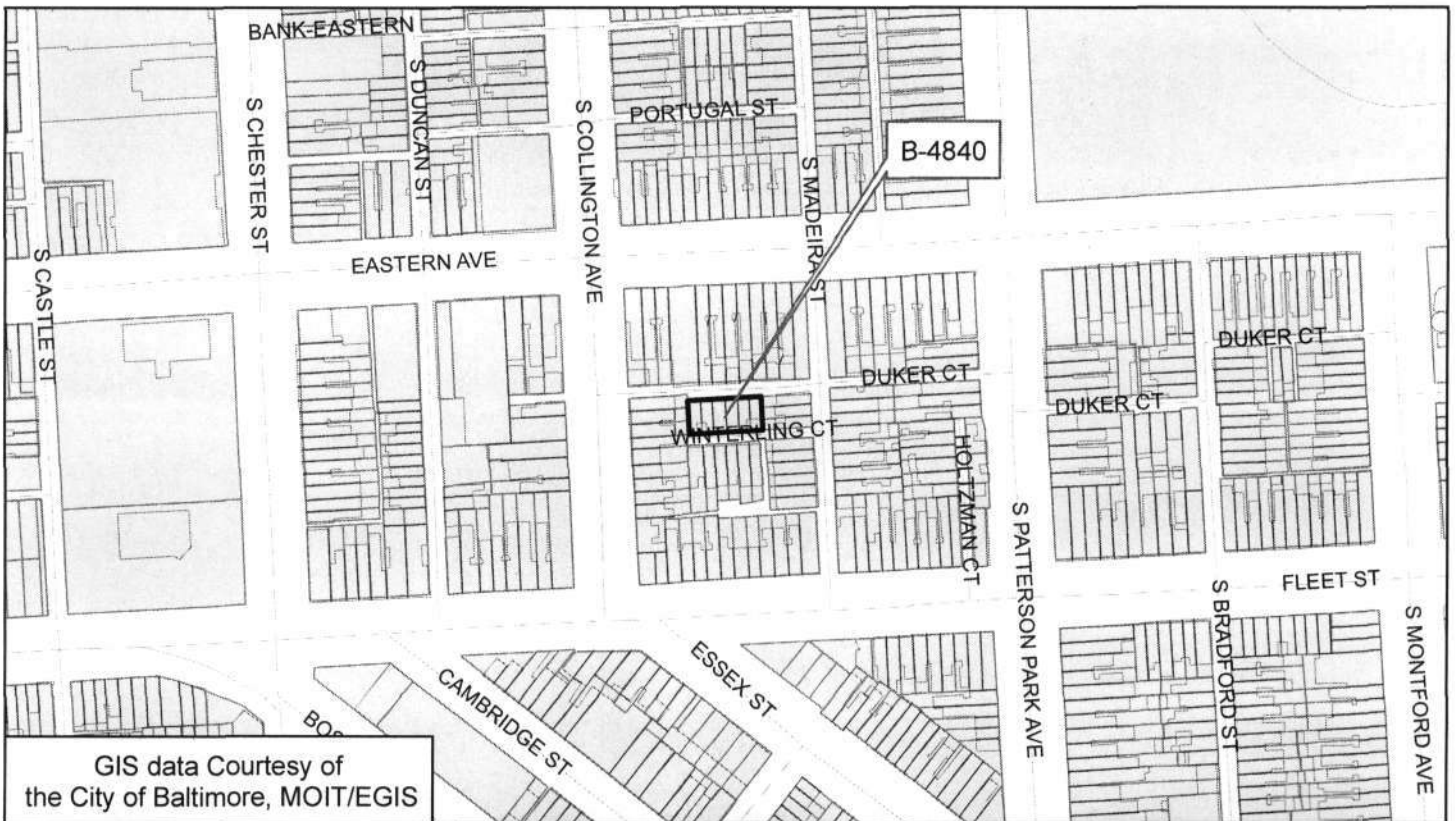 BANK-EASTERN
S DUNCAN ST
S CHESTER ST
S COLLINGTON AVE
PORTUGAL ST
B-4840
S MADEIRA ST
S CASTLE ST
EASTERN AVE
DUKER CT
DUKER CT
DUKER CT
WINTERLING CT
HOLTZMAN CT
S PATTERSON PARK AVE
FLEET ST
S BRADFORD ST
S MONTFORD AVE
ESSEX ST
CAMBRIDGE ST
GIS data Courtesy of
the City of Baltimore, MOIT/EGIS